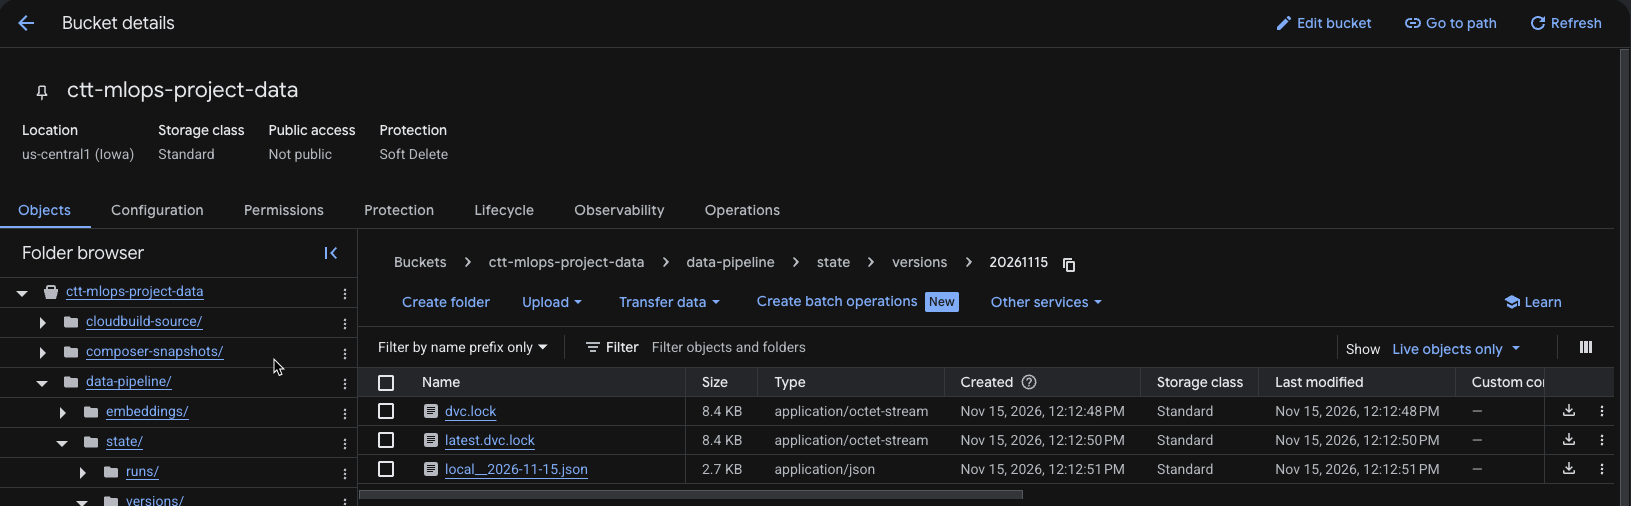 Bucket details
Edit bucket
Go to path
Refresh
ctt-mlops-project-data
Location Storage class Public access Protection
us-central1 (Iowa) Standard Not public Soft Delete
Objects Configuration Permissions Protection Lifecycle Observability Operations
Folder browser
ctt-mlops-project-data
cloudbuild-source/
composer-snapshots/
data-pipeline/
embeddings/
state/
runs/
versions/
Buckets > ctt-mlops-project-data > data-pipeline > state > versions > 20261115
Create folder Upload Transfer data Create batch operations New Other services Learn
Filter by name prefix only Filter Filter objects and folders Show Live objects only
Name Size Type Created Storage class Last modified Custom co
dvc.lock 8.4 KB application/octet-stream Nov 15, 2026, 12:12:48 PM Standard Nov 15, 2026, 12:12:48 PM —
latest.dvc.lock 8.4 KB application/octet-stream Nov 15, 2026, 12:12:50 PM Standard Nov 15, 2026, 12:12:50 PM —
local__2026-11-15.json 2.7 KB application/json Nov 15, 2026, 12:12:51 PM Standard Nov 15, 2026, 12:12:51 PM —